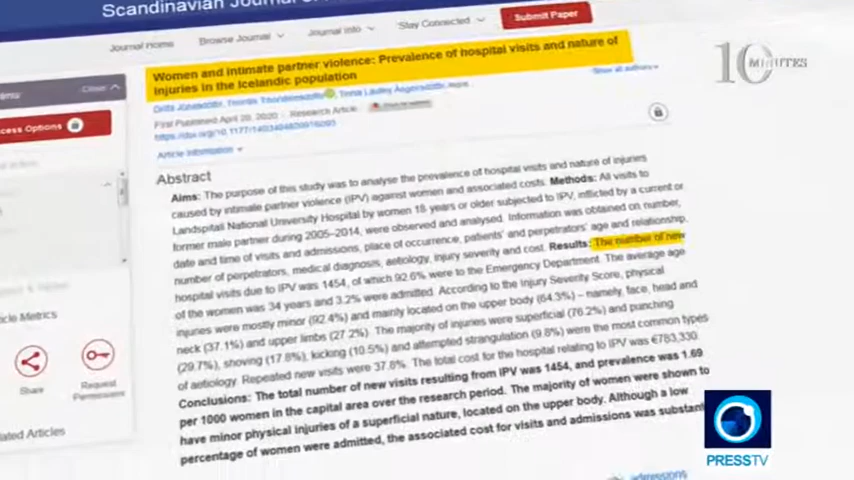 Scandinavian Journal of
Journal Home Browse Journal Journal Info Stay Connected Submit Paper
10 MINUTES
Close
Access Options
Women and intimate partner violence: Prevalence of hospital visits and nature of
injuries in the Icelandic population
Show all authors
First Published April 20, 2020 Research Article
https://doi.org/10.1177/1403494820916093
Article information
Abstract
Aims: The purpose of this study was to analyse the prevalence of hospital visits and nature of injuries
caused by intimate partner violence (IPV) against women and associated costs. Methods: All visits to
Landspitali National University Hospital by women 18 years or older subjected to IPV, inflicted by a current or
former male partner during 2005–2014, were observed and analysed. Information was obtained on number,
date and time of visits and admissions, place of occurrence, patients' and perpetrators' age and relationship,
number of perpetrators, medical diagnosis, aetiology, injury severity and cost. Results: The number of new
hospital visits due to IPV was 1454, of which 92.6% were to the Emergency Department. The average age
of the women was 34 years and 3.2% were admitted. According to the Injury Severity Score, physical
injuries were mostly minor (92.4%) and mainly located on the upper body (64.3%) – namely, face, head and
neck (37.1%) and upper limbs (27.2%). The majority of injuries were superficial (76.2%) and punching
(29.7%), shoving (17.8%), kicking (10.5%) and attempted strangulation (9.8%) were the most common types
of aetiology. Repeated new visits were 37.8%. The total cost for the hospital relating to IPV was €783,330.
Conclusions: The total number of new visits resulting from IPV was 1454, and prevalence was 1.69
per 1000 women in the capital area over the research period. The majority of women were shown to
have minor physical injuries of a superficial nature, located on the upper body. Although a low
percentage of women were admitted, the associated cost for visits and admissions was substant
Metrics
Share
Request
Permissions
Related Articles
PRESSTV